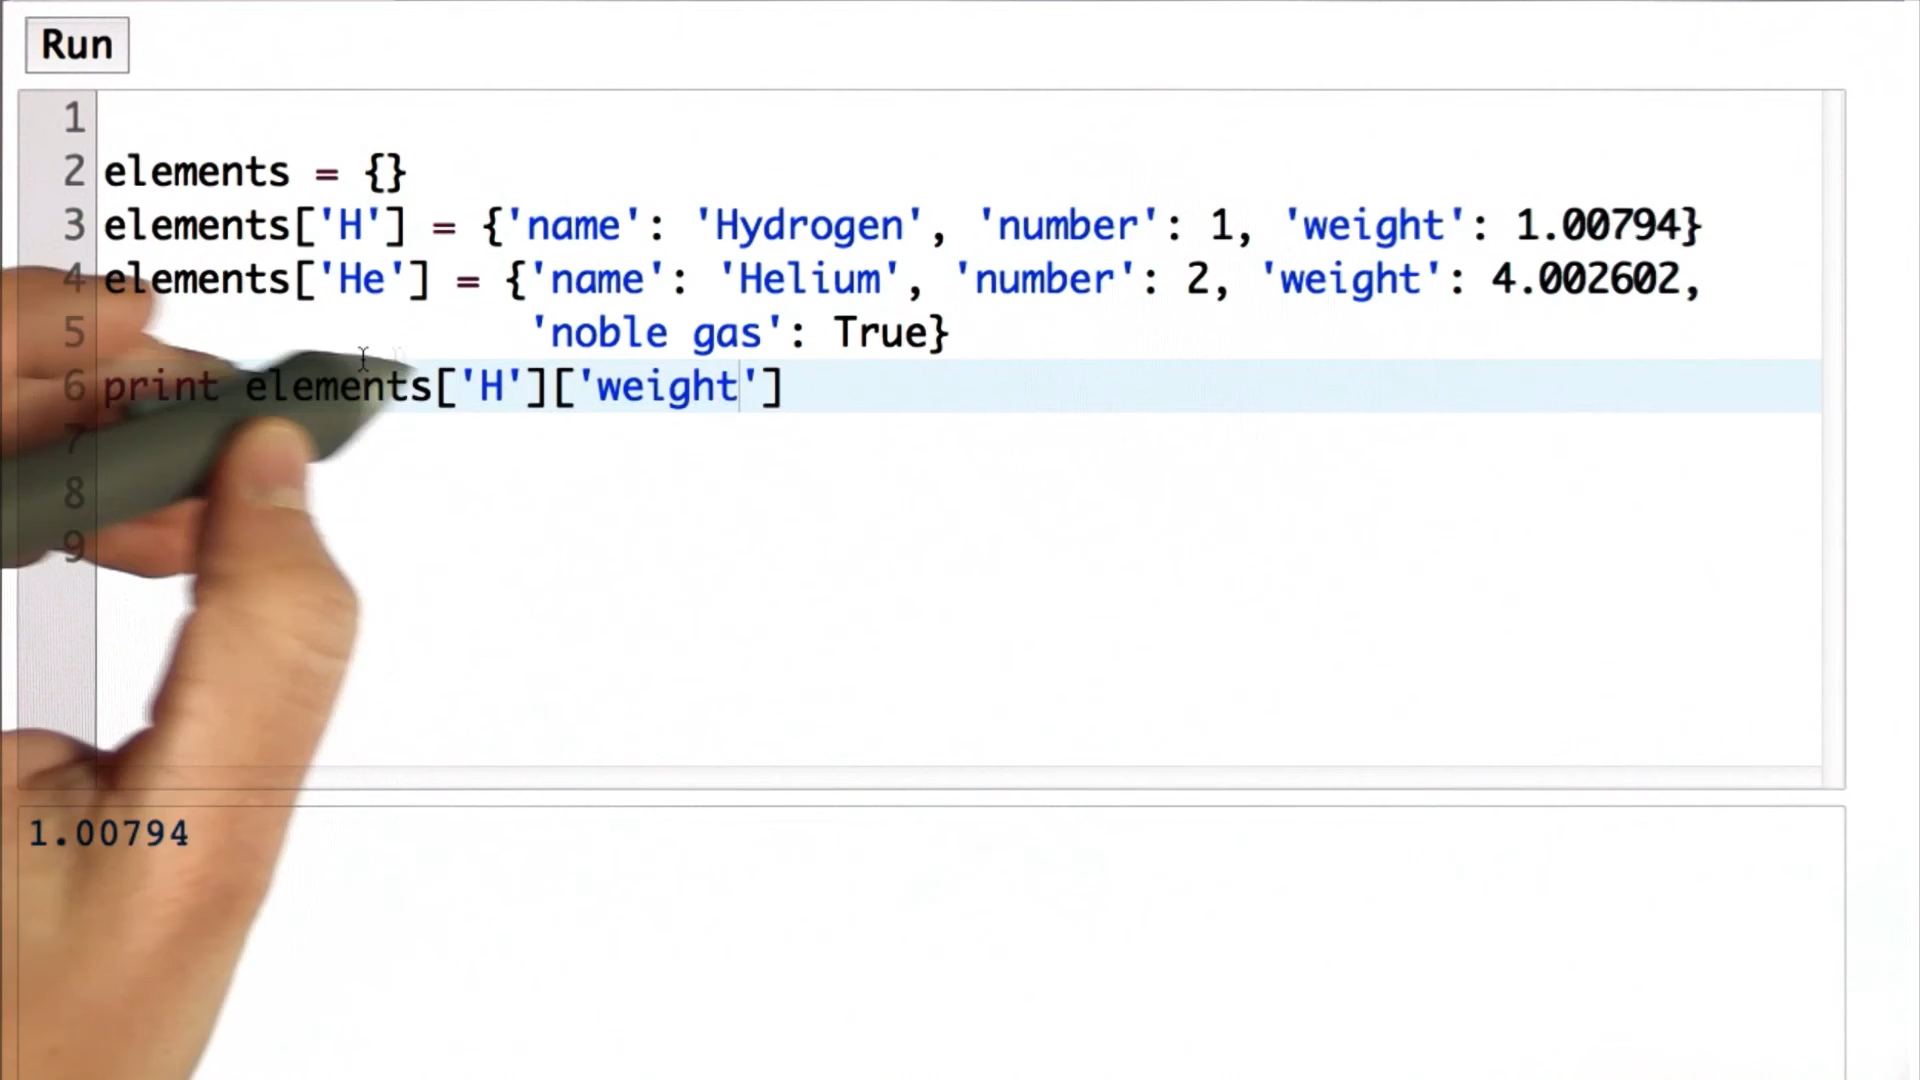 Run
1
2 elements = {}
3 elements['H'] = {'name': 'Hydrogen', 'number': 1, 'weight': 1.00794}
4 elements['He'] = {'name': 'Helium', 'number': 2, 'weight': 4.002602,
5 'noble gas': True}
6 print elements['H']['weight']
7
8
9
1.00794